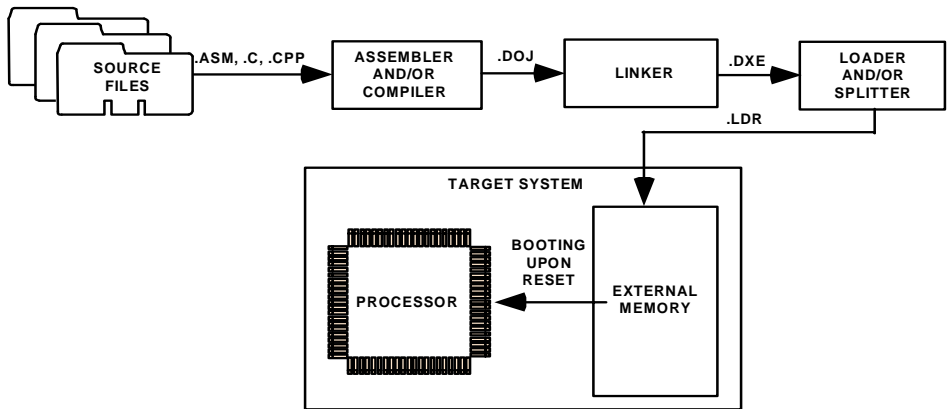 SOURCE
FILES
.ASM, .C, .CPP
ASSEMBLER
AND/OR
COMPILER
.DOJ
LINKER
.DXE
LOADER
AND/OR
SPLITTER
.LDR
TARGET SYSTEM
PROCESSOR
BOOTING
UPON
RESET
EXTERNAL
MEMORY